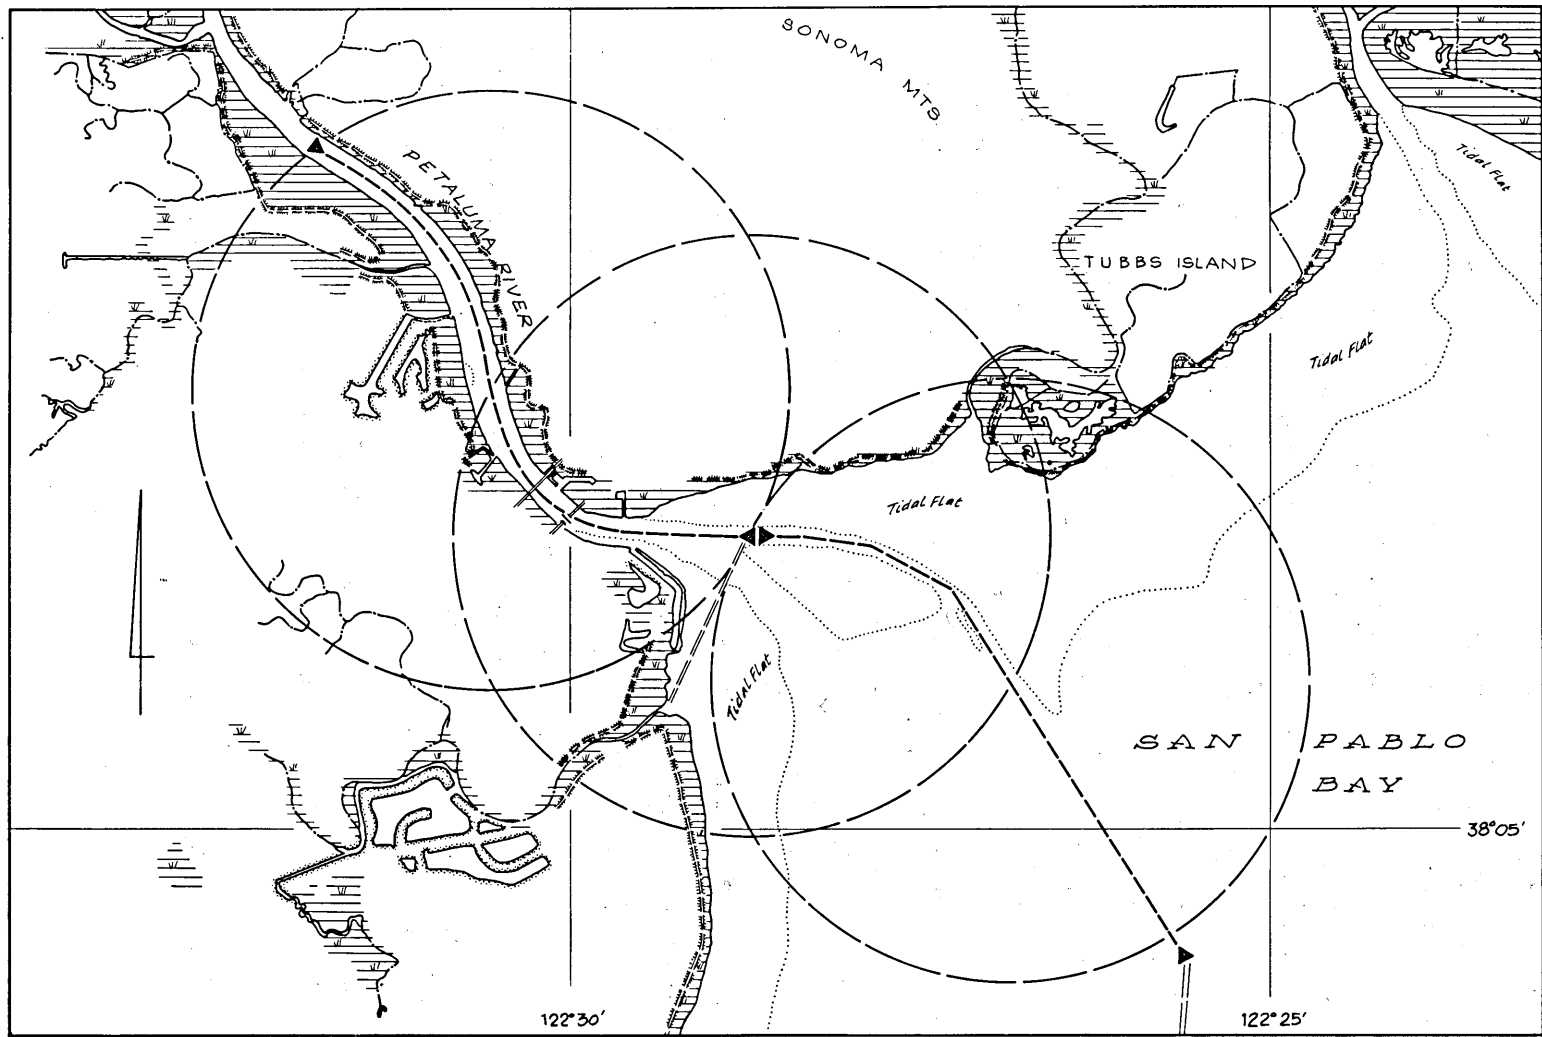 SONOMA MTS
PETALUMA RIVER
Tidal Flat
TUBBS ISLAND
Tidal Flat
Tidal Flat
Tidal Flat
SAN PABLO
BAY
38°05'
122°30'
122°25'